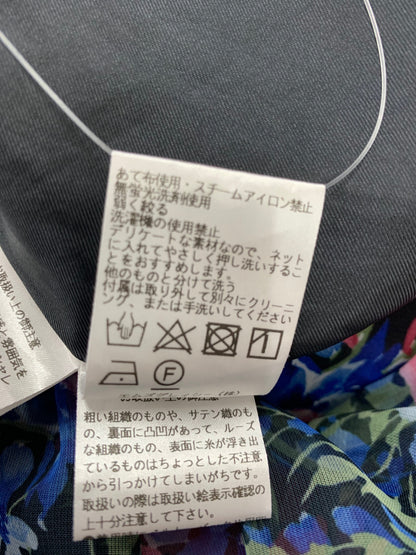 あて布使用・スチームアイロン禁止
無蛍光洗剤使用
弱く絞る
洗濯機の使用禁止
デリケートな素材なので、ネット
に入れてやさしく押し洗いするこ
とをおすすめします。
他のものと分けて洗う
付属は取り外して別々にクリーニ
ング、または手洗いしてください
F
粗い組織のものや、サテン織のも
の、裏面に凸凹があって、ルーズ
な組織のもの、表面に糸が浮き出
ているものはちょっとした不注意
から引っかけてしまいがちです。
取扱いの際は取扱い絵表示確認の
上十分注意して下さい。
取扱い上の御注意